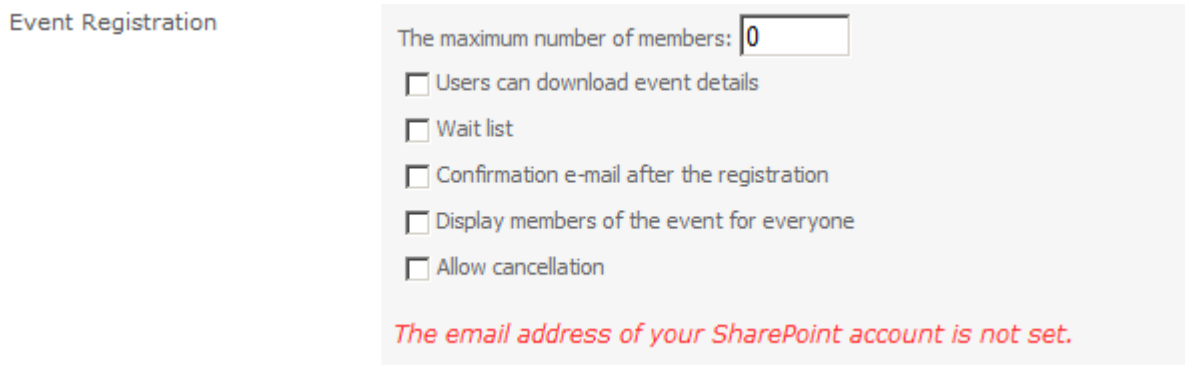 Event Registration
The maximum number of members: 0
Users can download event details
Wait list
Confirmation e-mail after the registration
Display members of the event for everyone
Allow cancellation
The email address of your SharePoint account is not set.